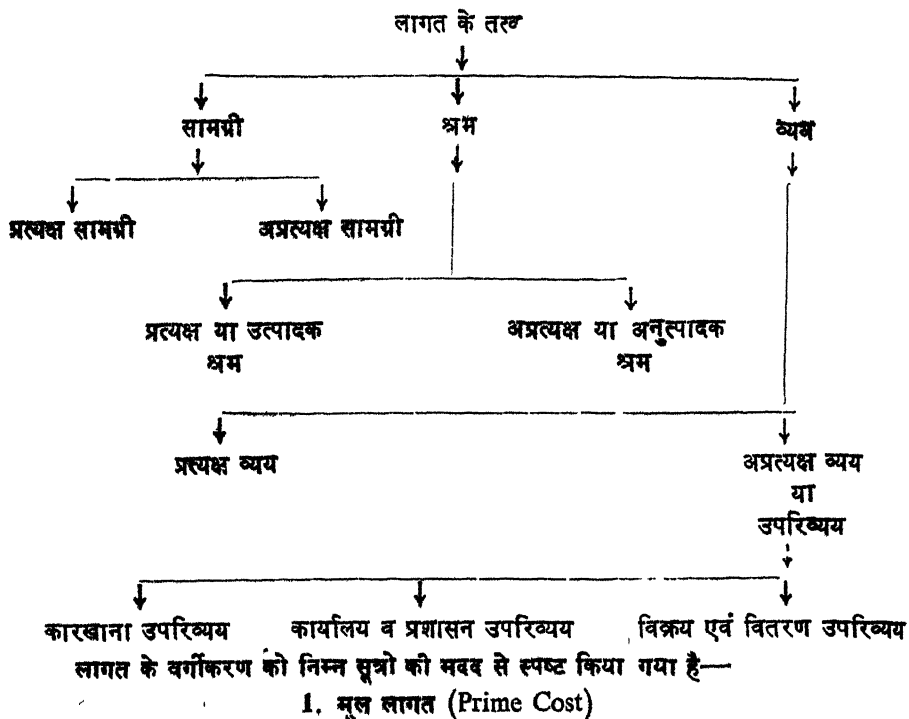 लागत के तत्व
सामग्री श्रम व्यय
प्रत्यक्ष सामग्री अप्रत्यक्ष सामग्री
प्रत्यक्ष या उत्पादक अप्रत्यक्ष या अनुत्पादक
श्रम श्रम
प्रत्यक्ष व्यय अप्रत्यक्ष व्यय
या
उपरिव्यय
कारखाना उपरिव्यय कार्यालय व प्रशासन उपरिव्यय विक्रय एवं वितरण उपरिव्यय
लागत के वर्गीकरण को निम्न सूत्रो की मदद से स्पष्ट किया गया है—
1. मूल लागत (Prime Cost)